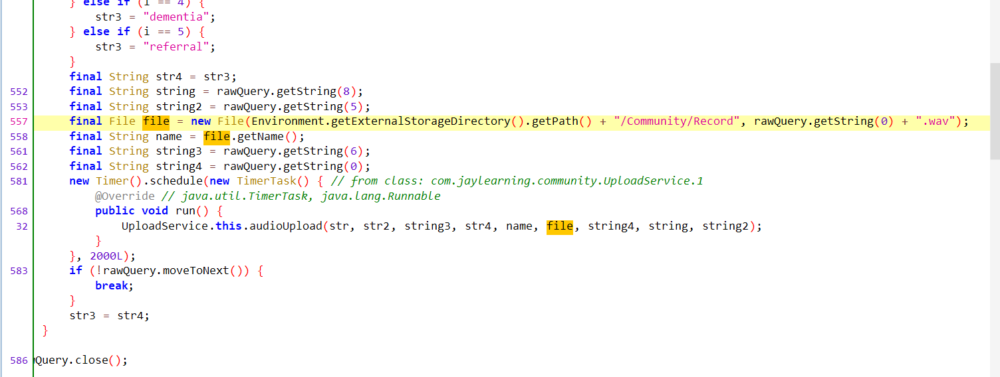 } else if (i == 4) {
str3 = "dementia";
} else if (i == 5) {
str3 = "referral";
}
final String str4 = str3;
552 final String string = rawQuery.getString(8);
553 final String string2 = rawQuery.getString(5);
557 final File file = new File(Environment.getExternalStorageDirectory().getPath() + "/Community/Record", rawQuery.getString(0) + ".wav");
558 final String name = file.getName();
561 final String string3 = rawQuery.getString(6);
562 final String string4 = rawQuery.getString(0);
581 new Timer().schedule(new TimerTask() { // from class: com.jaylearning.community.UploadService.1
@Override // java.util.TimerTask, java.lang.Runnable
568 public void run() {
32 UploadService.this.audioUpload(str, str2, string3, str4, name, file, string4, string, string2);
}
}, 2000L);
583 if (!rawQuery.moveToNext()) {
break;
}
str3 = str4;
}
586 Query.close();